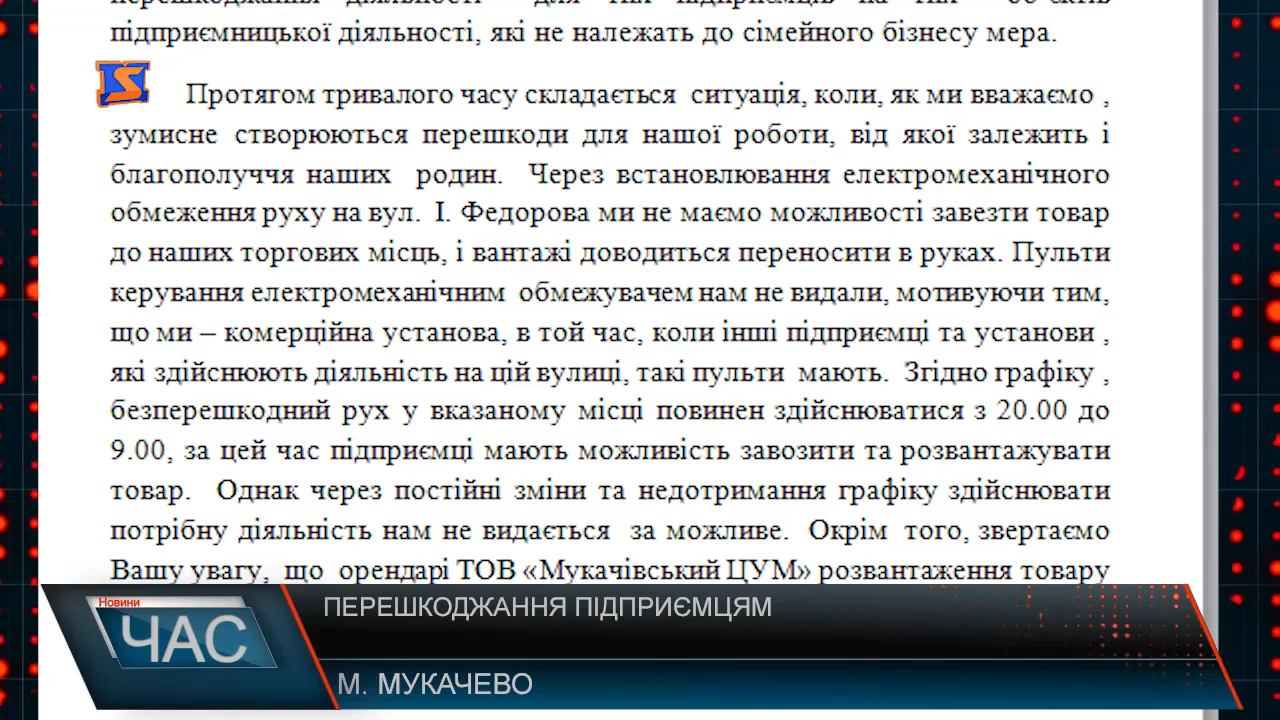 підприємницької діяльності, які не належать до сімейного бізнесу мера.
Протягом тривалого часу складається ситуація, коли, як ми вважаємо ,
зумисне створюються перешкоди для нашої роботи, від якої залежить і
благополуччя наших родин. Через встановлювання електромеханічного
обмеження руху на вул. І. Федорова ми не маємо можливості завезти товар
до наших торгових місць, і вантажі доводиться переносити в руках. Пульти
керування електромеханічним обмежувачем нам не видали, мотивуючи тим,
що ми – комерційна установа, в той час, коли інші підприємці та установи ,
які здійснюють діяльність на цій вулиці, такі пульти мають. Згідно графіку ,
безперешкодний рух у вказаному місці повинен здійснюватися з 20.00 до
9.00, за цей час підприємці мають можливість завозити та розвантажувати
товар. Однак через постійні зміни та недотримання графіку здійснювати
потрібну діяльність нам не видається за можливе. Окрім того, звертаємо
Вашу увагу, що орендарі ТОВ «Мукачівський ЦУМ» розвантаження товару
Новини
ЧАС
ПЕРЕШКОДЖАННЯ ПІДПРИЄМЦЯМ
М. МУКАЧЕВО